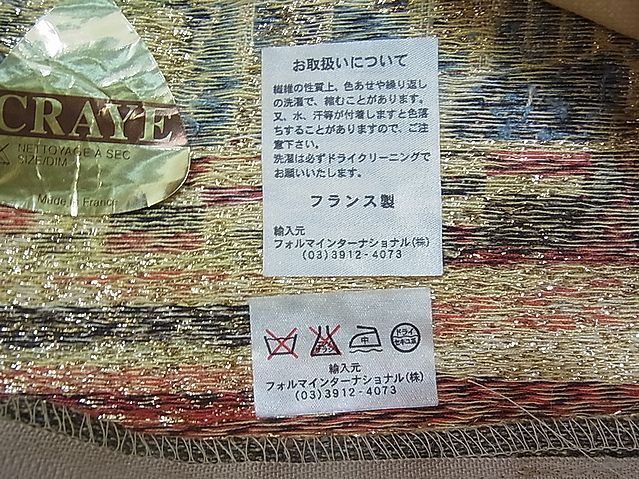 CRAYE
NETTOYAGE A SEC
SIZE/DIM
Made in France
お取扱いについて
繊維の性質上、色あせや繰り返し
の洗濯で、縮むことがあります。
又、水、汗等が付着しますと色落
ちすることがありますので、ご注
意下さい。
洗濯は必ずドライクリーニングで
お願いいたします。
フランス製
輸入元
フォルマインターナショナル(株)
(03)3912-4073
中
ドライ
セキユ系
輸入元
フォルマインターナショナル(株)
(03)3912-4073